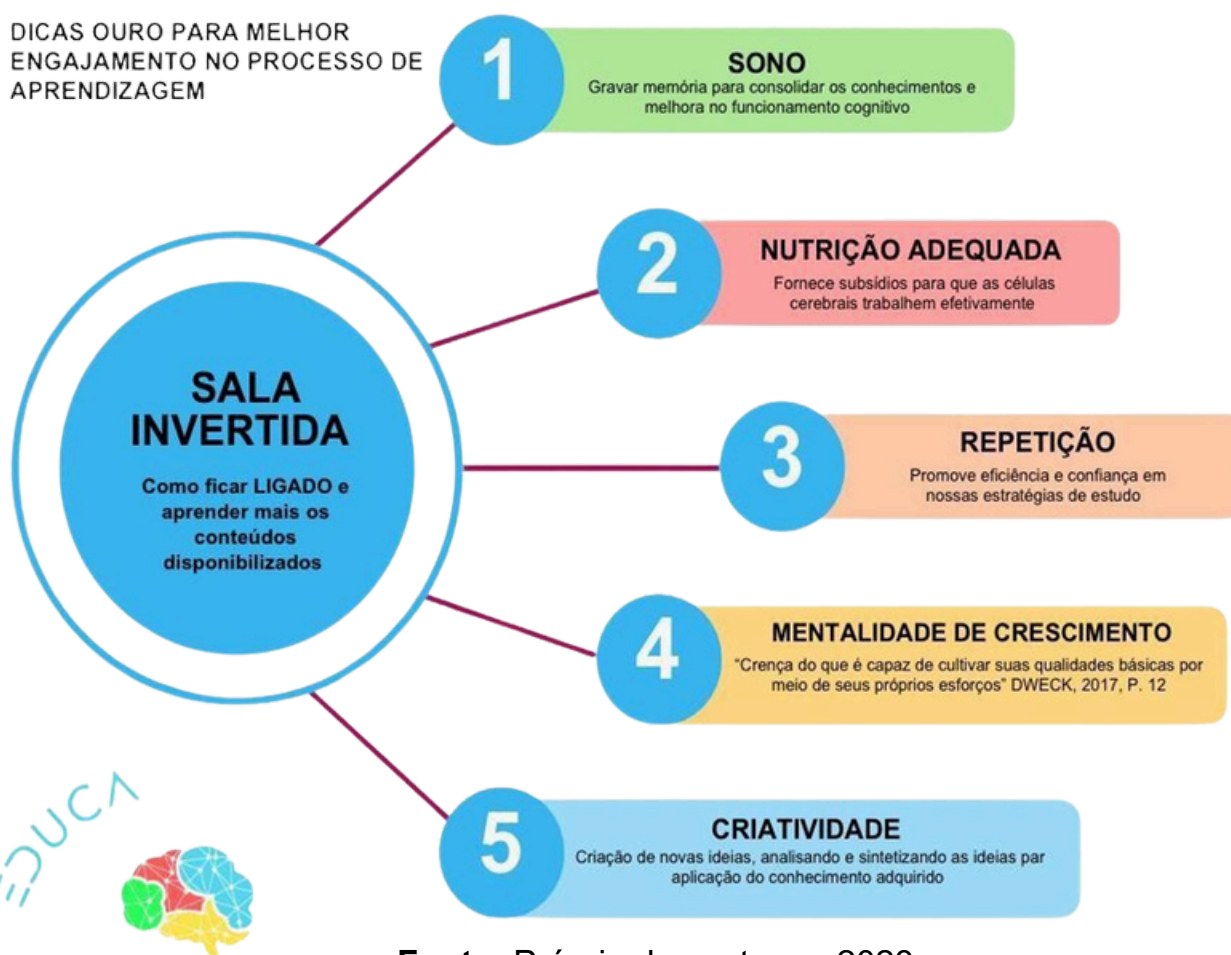 DICAS OURO PARA MELHOR
ENGAJAMENTO NO PROCESSO DE
APRENDIZAGEM
1
SONO
Gravar memória para consolidar os conhecimentos e
melhora no funcionamento cognitivo
2
NUTRIÇÃO ADEQUADA
Fornece subsídios para que as células
cerebrais trabalhem efetivamente
SALA
INVERTIDA
Como ficar LIGADO e
aprender mais os
conteúdos
disponibilizados
3
REPETIÇÃO
Promove eficiência e confiança em
nossas estratégias de estudo
4
MENTALIDADE DE CRESCIMENTO
“Crença do que é capaz de cultivar suas qualidades básicas por
meio de seus próprios esforços” DWECK, 2017, P. 12
5
CRIATIVIDADE
Criação de novas ideias, analisando e sintetizando as ideias par
aplicação do conhecimento adquirido
EDUCA